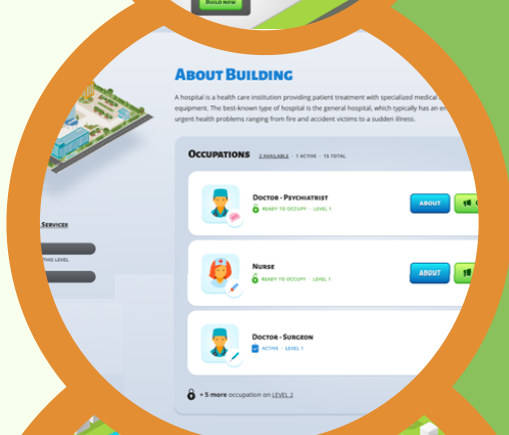 BUILD NOW
ABOUT BUILDING
A hospital is a health care institution providing patient treatment with specialized medical
equipment. The best-known type of hospital is the general hospital, which typically has an
urgent health problems ranging from fire and accident victims to a sudden illness.
OCCUPATIONS 2 AVAILABLE · 1 ACTIVE · 15 TOTAL
DOCTOR - PSYCHIATRIST
READY TO OCCUPY · LEVEL 1
ABOUT
SERVICES
THIS LEVEL
NURSE
READY TO OCCUPY · LEVEL 1
ABOUT
DOCTOR - SURGEON
ACTIVE · LEVEL 1
+ 5 more occupation on LEVEL 2